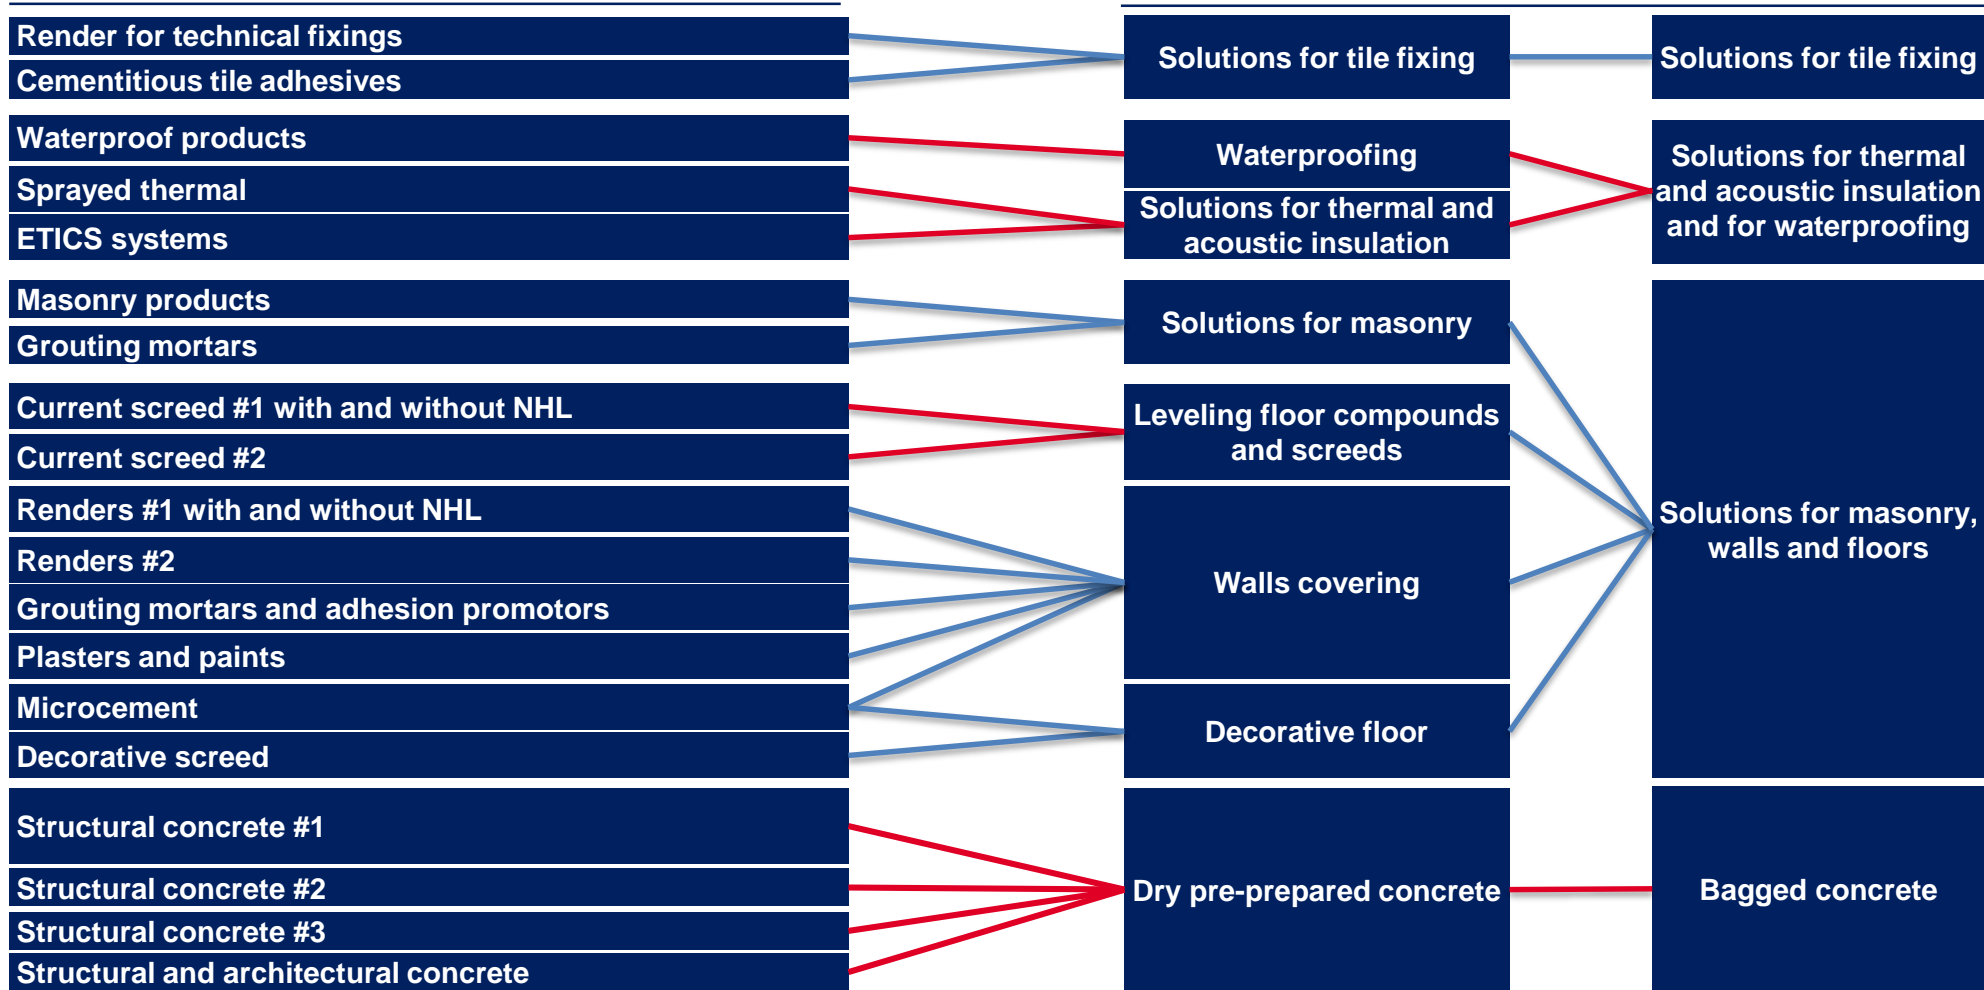 Render for technical fixings
Cementitious tile adhesives
Waterproof products
Sprayed thermal
ETICS systems
Masonry products
Grouting mortars
Current screed #1 with and without NHL
Current screed #2
Renders #1 with and without NHL
Renders #2
Grouting mortars and adhesion promotors
Plasters and paints
Microcement
Decorative screed
Structural concrete #1
Structural concrete #2
Structural concrete #3
Structural and architectural concrete
Solutions for tile fixing
Waterproofing
Solutions for thermal and
acoustic insulation
Solutions for masonry
Leveling floor compounds
and screeds
Walls covering
Decorative floor
Dry pre-prepared concrete
Solutions for tile fixing
Solutions for thermal
and acoustic insulation
and for waterproofing
Solutions for masonry,
walls and floors
Bagged concrete